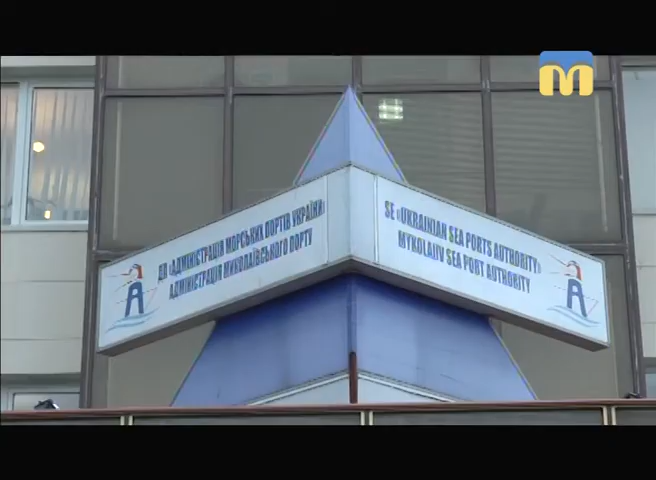 ДП «АДМІНІСТРАЦІЯ МОРСЬКИХ ПОРТІВ УКРАЇНИ»
АДМІНІСТРАЦІЯ МИКОЛАЇВСЬКОГО ПОРТУ
SE «UKRAINIAN SEA PORTS AUTHORITY»
MYKOLAIV SEA PORT AUTHORITY
М